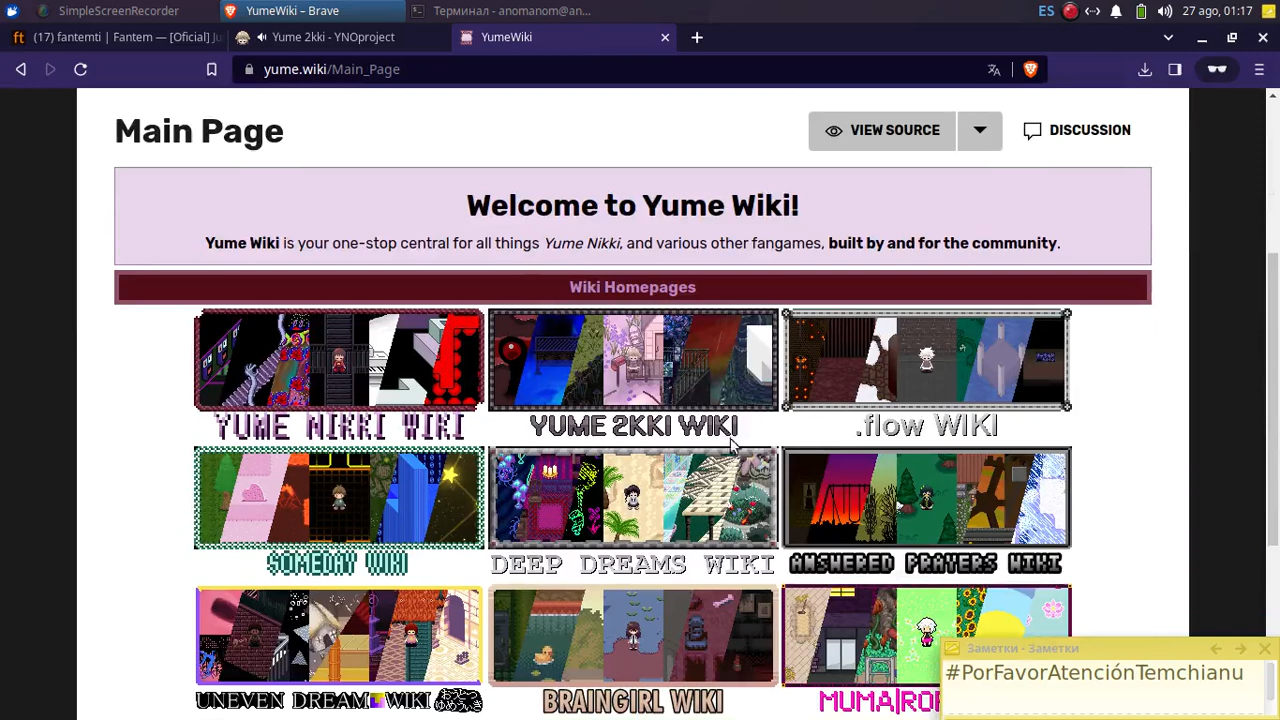 SimpleScreenRecorder
YumeWiki – Brave
Терминал - anomanom@an...
ES
27 ago, 01:17
ft (17) fantemti | Fantem — [Oficial] Ju
Yume 2kki - YNOproject
YumeWiki
yume.wiki/Main_Page
Main Page
VIEW SOURCE
DISCUSSION
Welcome to Yume Wiki!
Yume Wiki is your one-stop central for all things Yume Nikki, and various other fangames, built by and for the community.
Wiki Homepages
YUME NIKKI WIKI
YUME 2KKI WIKI
.flow WIKI
SOMEDAY WIKI
DEEP DREAMS WIKI
ANSWERED PRAYERS WIKI
UNEVEN DREAM WIKI
BRAINGIRL WIKI
MUMA|ROP
Заметки - Заметки
#PorFavorAtenciónTemchianu